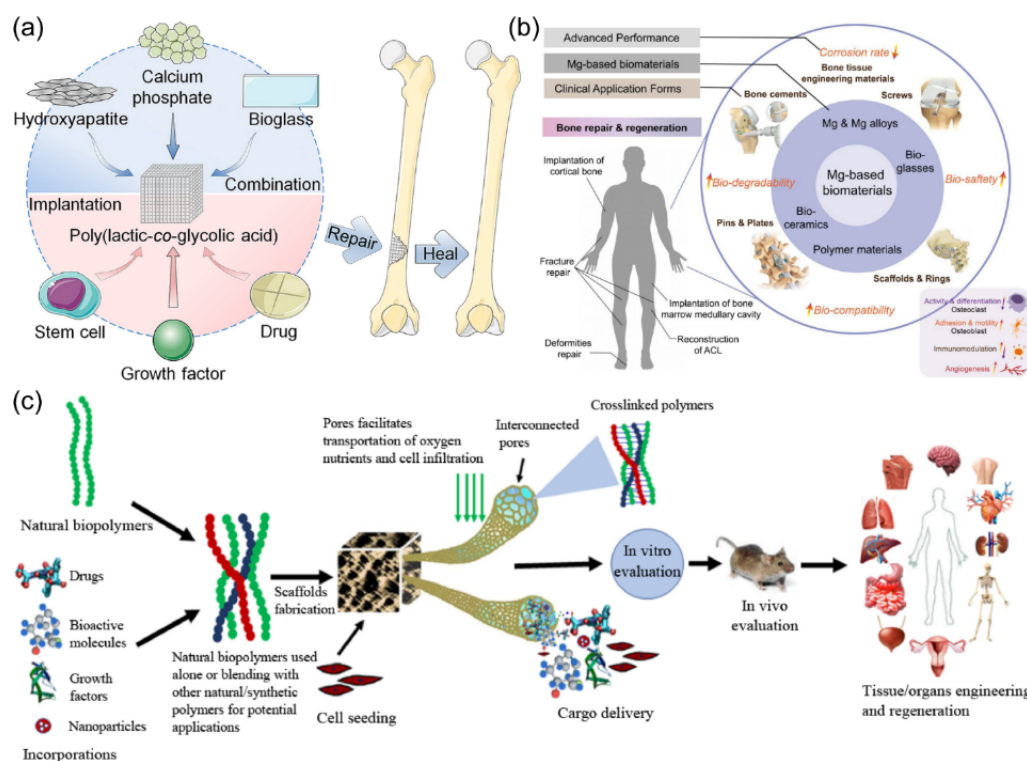 (a)
Calcium
phosphate
Hydroxyapatite
Bioglass
Implantation
Combination
Poly(lactic-co-glycolic acid)
Stem cell
Growth factor
Drug
Repair
Heal
(b)
Advanced Performance
Mg-based biomaterials
Clinical Application Forms
Bone repair & regeneration
Implantation of
cortical bone
Fracture
repair
Deformities
repair
Implantation of bone
marrow medullary cavity
Reconstruction
of ACL
Corrosion rate
Bone tissue
engineering materials
Bone cements
Screws
Mg & Mg alloys
Bio-
glasses
Mg-based
biomaterials
Bio-
ceramics
Polymer materials
Bio-degradability
Bio-saftety
Pins & Plates
Scaffolds & Rings
Bio-compatibility
Activity & differentiation
Osteoclast
Adhesion & motility
Osteoblast
Immunomodulation
Angiogenesis
(c)
Natural biopolymers
Drugs
Bioactive
molecules
Growth
factors
Nanoparticles
Incorporations
Natural biopolymers used
alone or blending with
other natural/synthetic
polymers for potential
applications
Scaffolds
fabrication
Cell seeding
Pores facilitates
transportation of oxygen
nutrients and cell infiltration
Interconnected
pores
Crosslinked polymers
Cargo delivery
In vitro
evaluation
In vivo
evaluation
Tissue/organs engineering
and regeneration